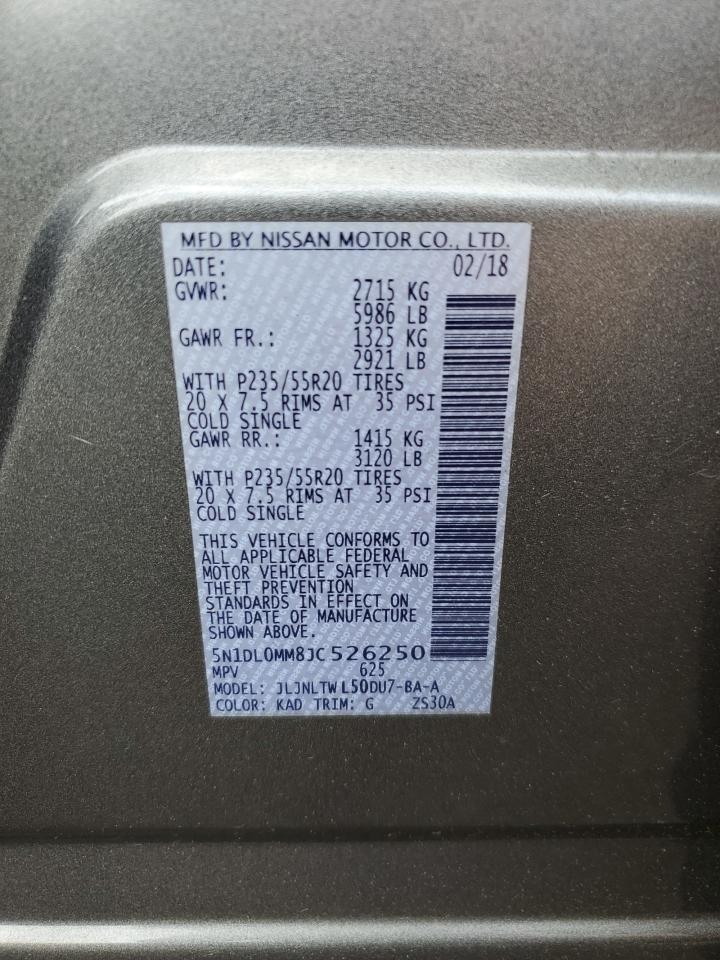 MFD BY NISSAN MOTOR CO., LTD.
DATE: 02/18
GVWR: 2715 KG
5986 LB
GAWR FR.: 1325 KG
2921 LB
WITH P235/55R20 TIRES
20 X 7.5 RIMS AT 35 PSI
COLD SINGLE
GAWR RR.: 1415 KG
3120 LB
WITH P235/55R20 TIRES
20 X 7.5 RIMS AT 35 PSI
COLD SINGLE
THIS VEHICLE CONFORMS TO
ALL APPLICABLE FEDERAL
MOTOR VEHICLE SAFETY AND
THEFT PREVENTION
STANDARDS IN EFFECT ON
THE DATE OF MANUFACTURE
SHOWN ABOVE.
5N1DL0MM8JC526250
MPV 625
MODEL: JLJNLTWL50DU7-BA-A
COLOR: KAD TRIM: G ZS30A